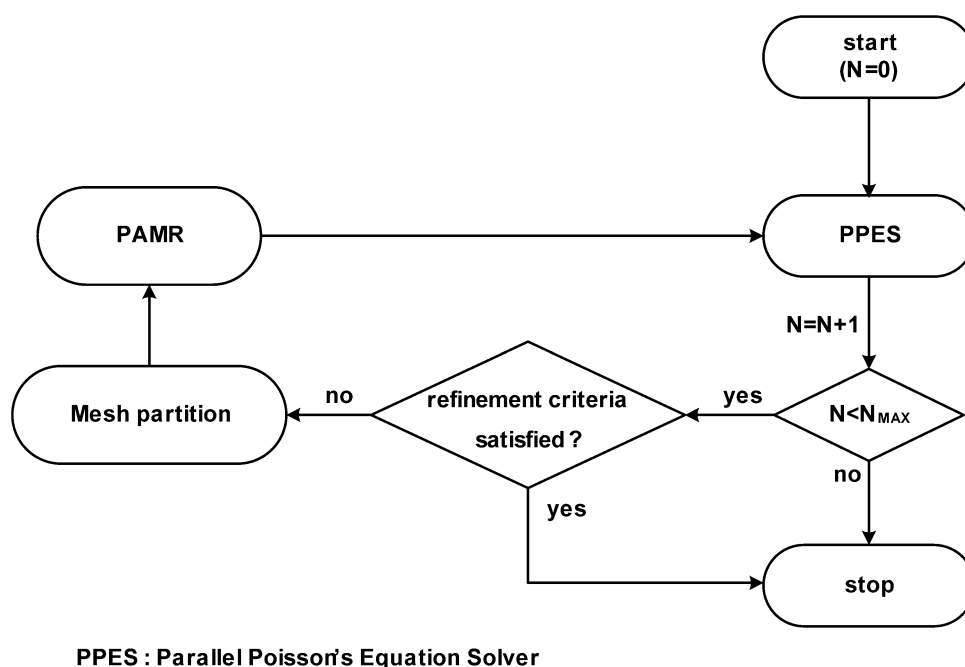 start
(N=0)
PAMR
PPES
N=N+1
Mesh partition
no
refinement criteria
satisfied ?
yes
N<NMAX
no
yes
stop
PPES : Parallel Poisson's Equation Solver